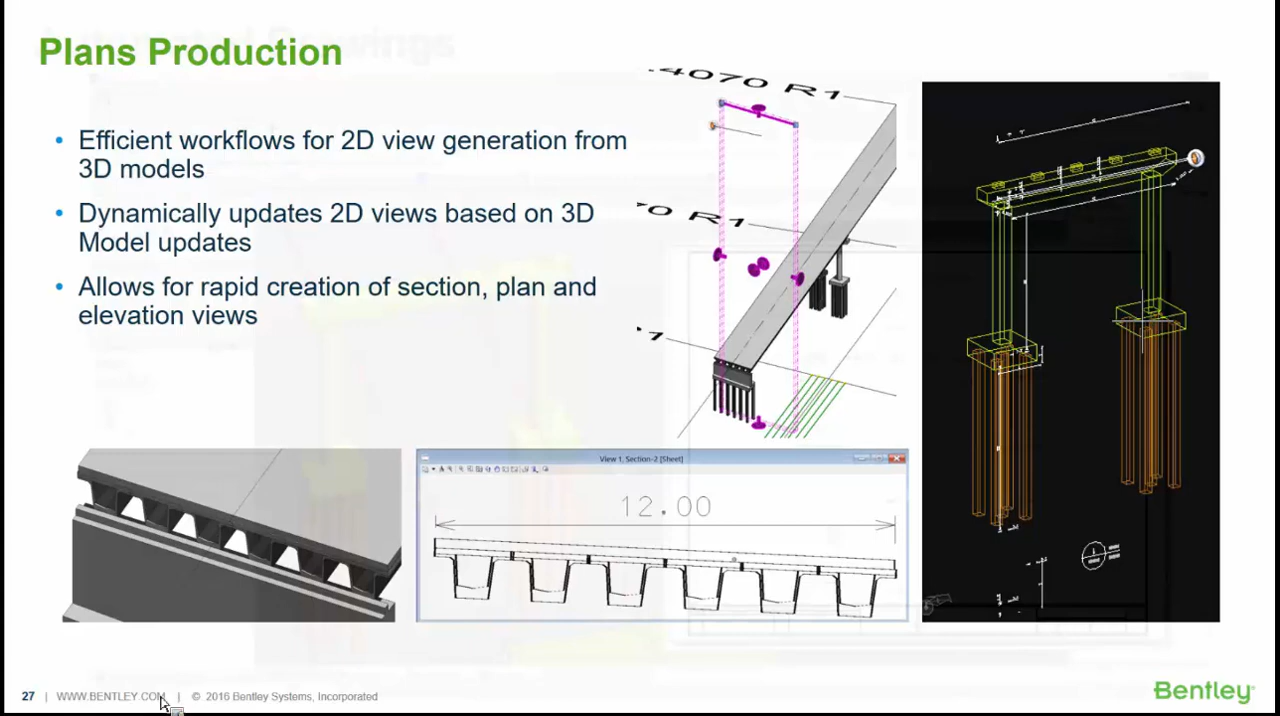 Plans Production
• Efficient workflows for 2D view generation from
3D models
• Dynamically updates 2D views based on 3D
Model updates
• Allows for rapid creation of section, plan and
elevation views
4070 R1
70 R1
1
View 1, Section-2 [Sheet]
12.00
27 | WWW.BENTLEY.COM | © 2016 Bentley Systems, Incorporated
Bentley